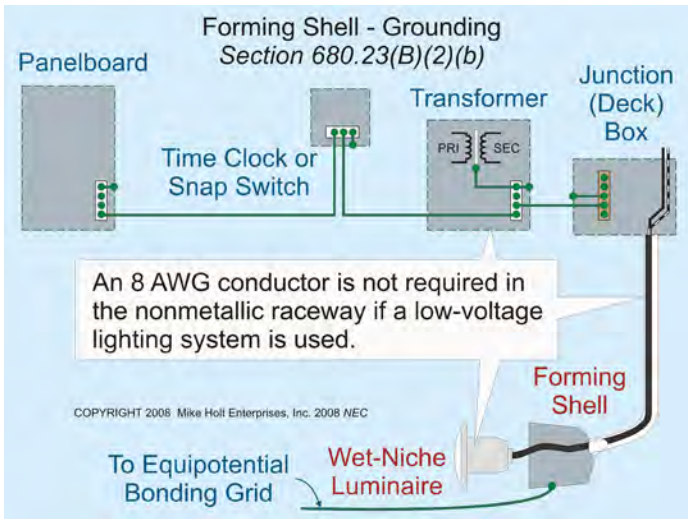 Forming Shell - Grounding
Section 680.23(B)(2)(b)
Panelboard
Time Clock or
Snap Switch
Transformer
PRI
SEC
Junction
(Deck)
Box
An 8 AWG conductor is not required in
the nonmetallic raceway if a low-voltage
lighting system is used.
COPYRIGHT 2008 Mike Holt Enterprises, Inc. 2008 NEC
Forming
Shell
Wet-Niche
Luminaire
To Equipotential
Bonding Grid